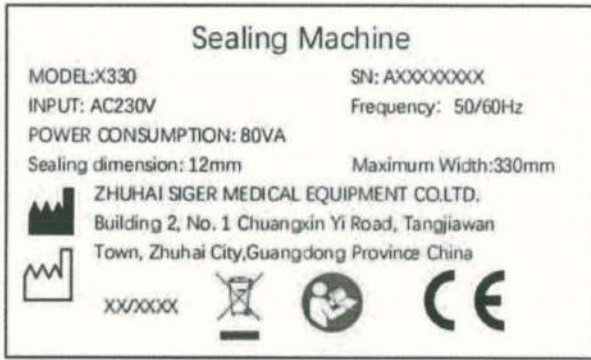 Sealing Machine
MODEL:X330 SN: AXXXXXXXX
INPUT: AC230V Frequency: 50/60Hz
POWER CONSUMPTION: 80VA
Sealing dimension: 12mm Maximum Width:330mm
ZHUHAI SIGER MEDICAL EQUIPMENT CO.LTD.
Building 2, No. 1 Chuangxin Yi Road, Tangjiawan
Town, Zhuhai City,Guangdong Province China
XX/XXXX
CE